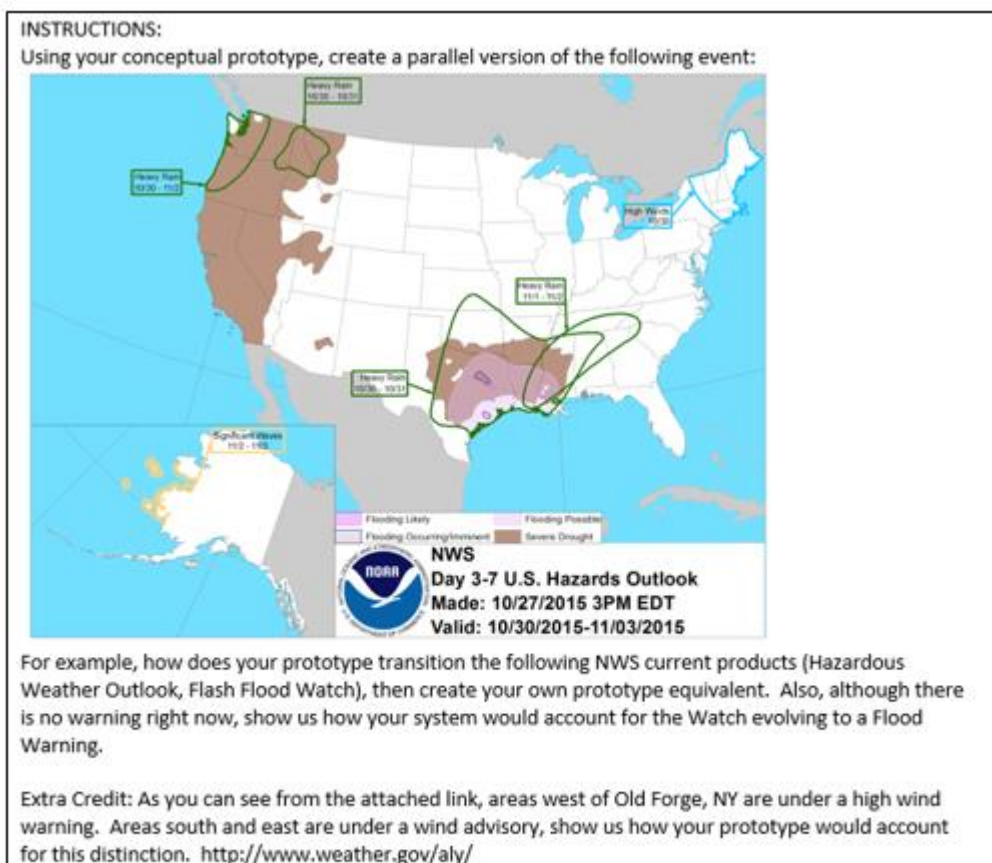 INSTRUCTIONS:
Using your conceptual prototype, create a parallel version of the following event:
Heavy Rain
10/30 - 10/31
Heavy Rain
10/30 - 11/2
High Winds
10/30
Heavy Rain
11/1 - 11/2
Heavy Rain
10/30 - 10/31
Significant Waves
11/2 - 11/3
Flooding Likely
Flooding Possible
Flooding Occurring/Imminent
Severe Drought
NOAA
NWS
Day 3-7 U.S. Hazards Outlook
Made: 10/27/2015 3PM EDT
Valid: 10/30/2015-11/03/2015
For example, how does your prototype transition the following NWS current products (Hazardous
Weather Outlook, Flash Flood Watch), then create your own prototype equivalent.  Also, although there
is no warning right now, show us how your system would account for the Watch evolving to a Flood
Warning.
Extra Credit: As you can see from the attached link, areas west of Old Forge, NY are under a high wind
warning.  Areas south and east are under a wind advisory, show us how your prototype would account
for this distinction.  http://www.weather.gov/aly/